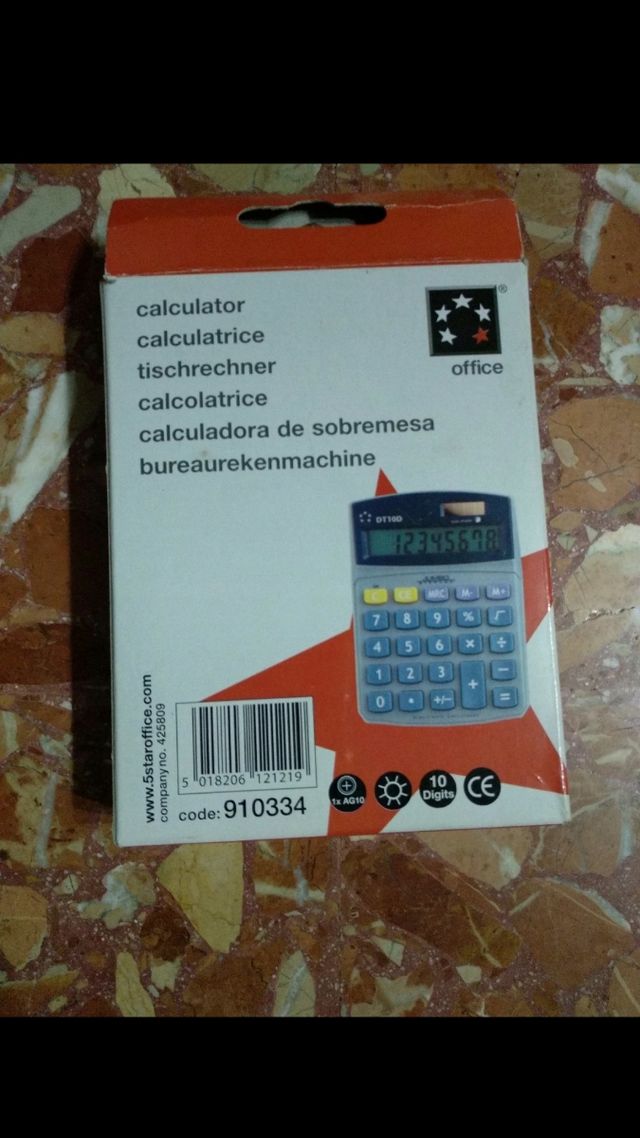 calculator
calculatrice
tischrechner
calcolatrice
calculadora de sobremesa
bureaurekenmachine
®
office
DT10D
12345678
C CE MRC M- M+
7 8 9 % √
4 5 6 × ÷
1 2 3 + −
0 • +/− =
www.5staroffice.com
companyno. 425809
5 018206 121219
code: 910334
1x AG10
10
Digits
CE